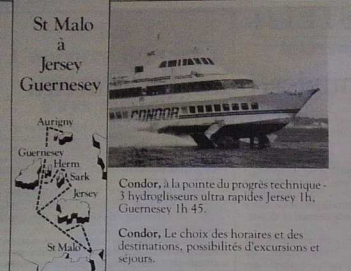 St Malo
à
Jersey
Guernesey
Aurigny
Guernesey
Herm
Sark
Jersey
St Malo
CONDOR
Condor, à la pointe du progrès technique -
3 hydroglisseurs ultra rapides Jersey 1h,
Guernesey 1h 45.
Condor, Le choix des horaires et des
destinations, possibilités d'excursions et
séjours.